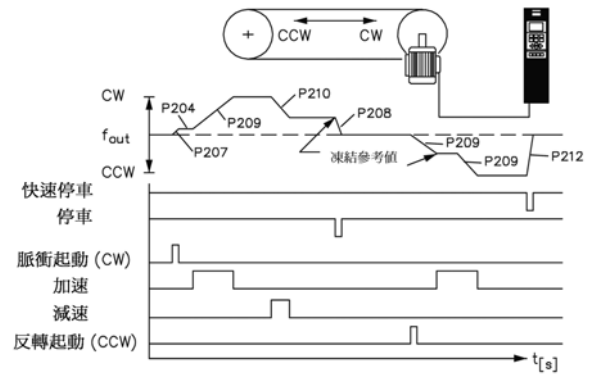 CCW CW
CW
P204
P209
P210
P208
f_out
P207
凍結參考値
P209
P209
P212
CCW
快速停車
停車
脈衝起動 (CW)
加速
減速
反轉起動 (CCW)
t[s]